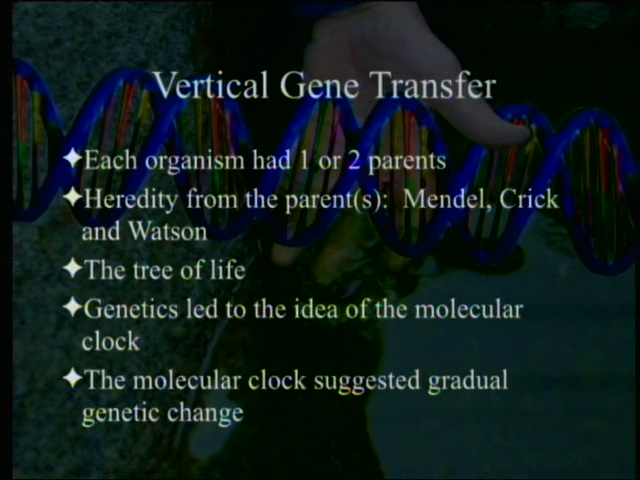 Vertical Gene Transfer
✦Each organism had 1 or 2 parents
✦Heredity from the parent(s): Mendel, Crick
and Watson
✦The tree of life
✦Genetics led to the idea of the molecular
clock
✦The molecular clock suggested gradual
genetic change